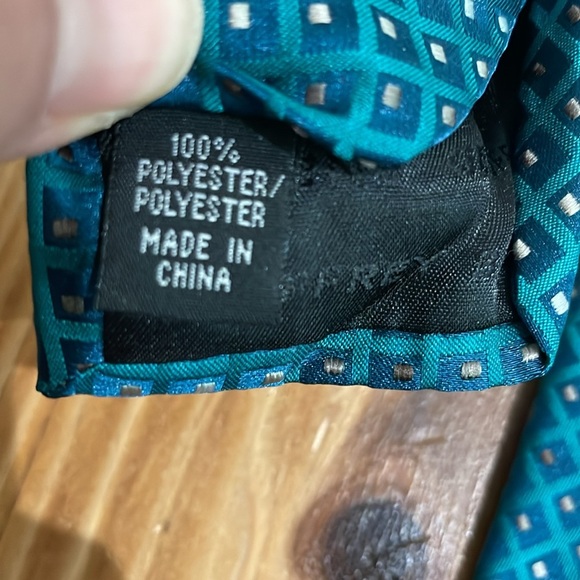 100%
POLYESTER/
POLYESTER
MADE IN
CHINA